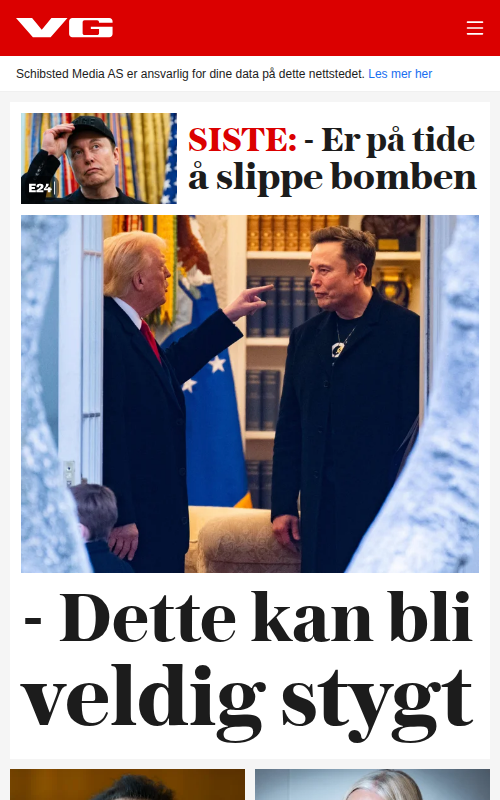 VG
Schibsted Media AS er ansvarlig for dine data på dette nettstedet. Les mer her
SISTE: - Er på tide
å slippe bomben
E24
- Dette kan bli
veldig stygt